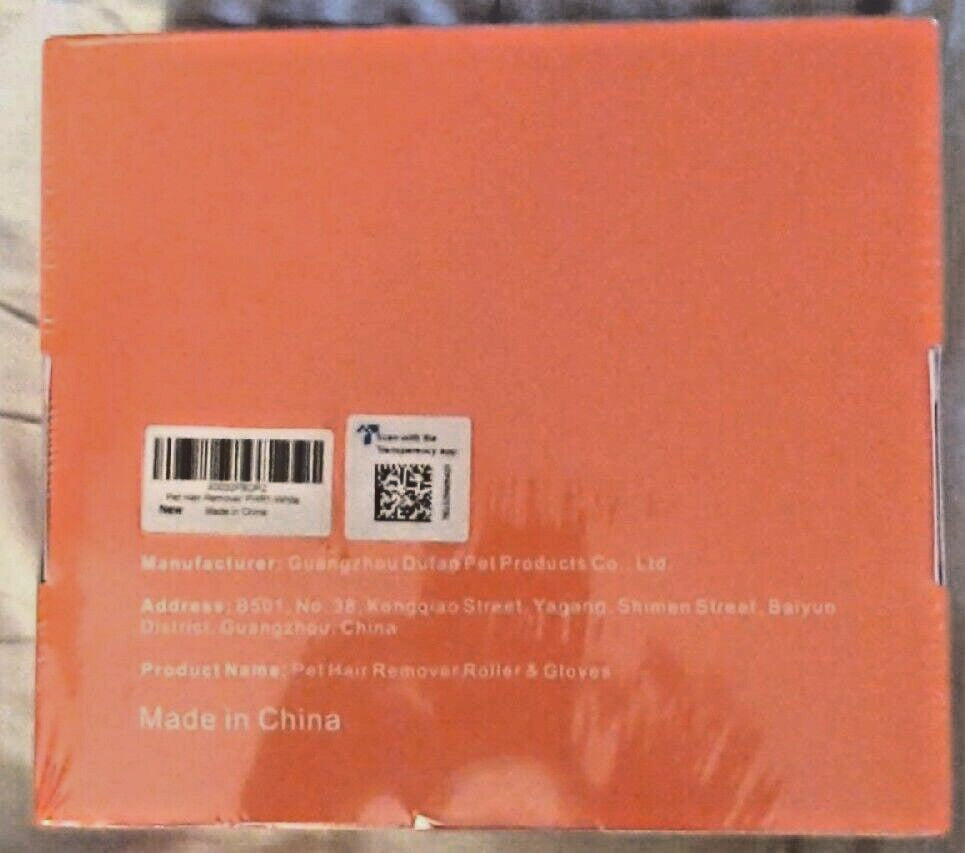 Scan with the
Transparency app
Pet Hair Remover White
New Made in China
Manufacturer: Guangzhou Dufan Pet Products Co., Ltd.
Address: B501, No. 38, Kongqiao Street, Yagang, Shimen Street, Baiyun
District, Guangzhou, China
Product Name: Pet Hair Remover Roller & Gloves
Made in China